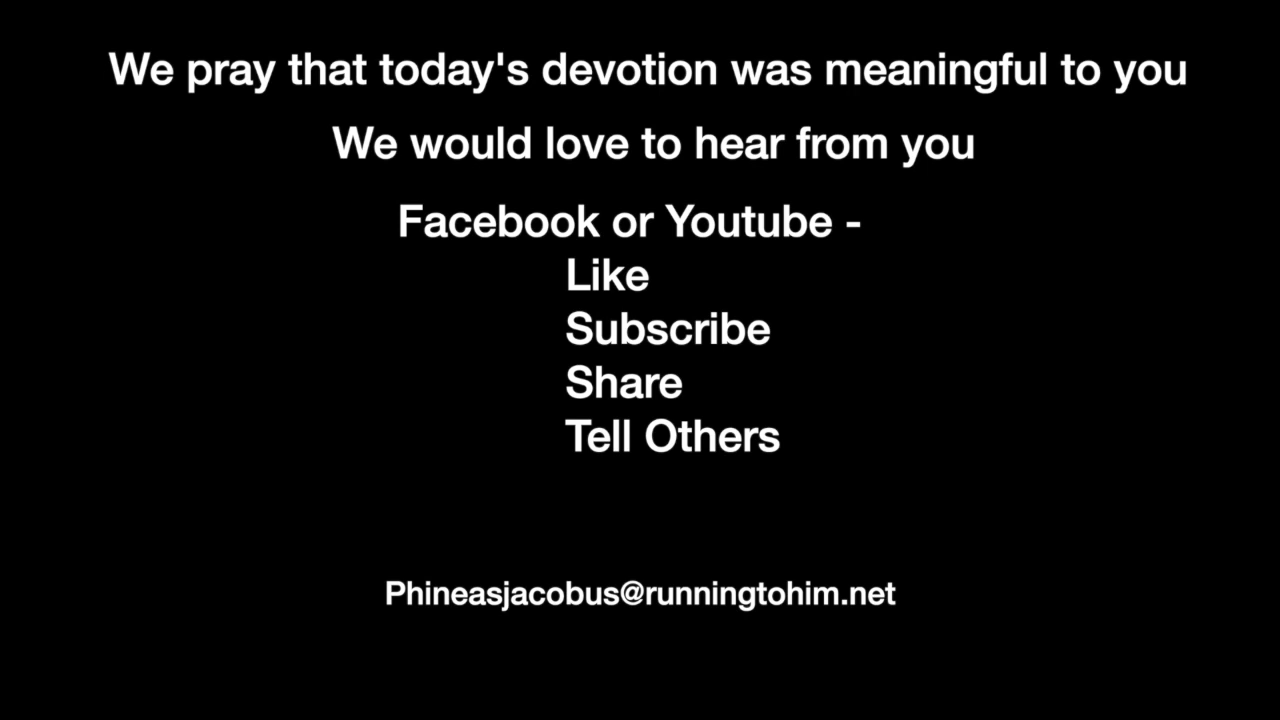 We pray that today's devotion was meaningful to you
We would love to hear from you
Facebook or Youtube -
Like
Subscribe
Share
Tell Others
Phineasjacobus@runningtohim.net